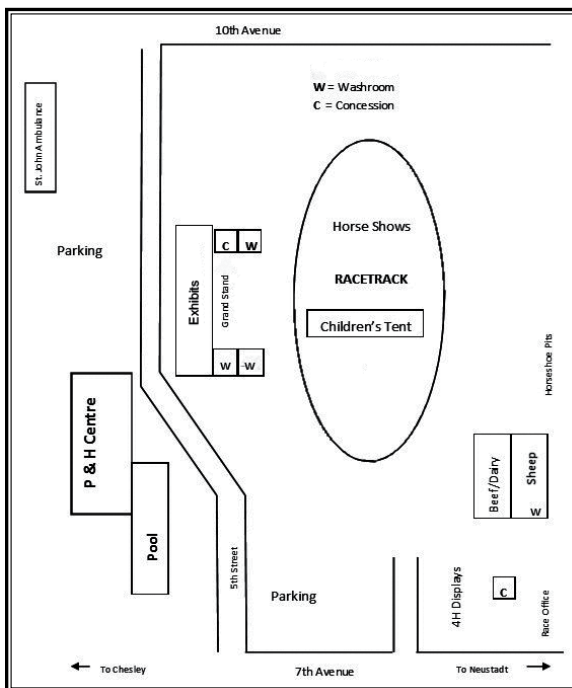 10th Avenue
W = Washroom
C = Concession
St. John Ambulance
Parking
C W
Horse Shows
Exhibits
Grand Stand
RACETRACK
Children's Tent
W W
Horseshoe Pits
P & H Centre
Beef/Dairy
Sheep
W
Pool
5th Street
Parking
4H Displays
C
Race Office
To Chesley
7th Avenue
To Neustadt